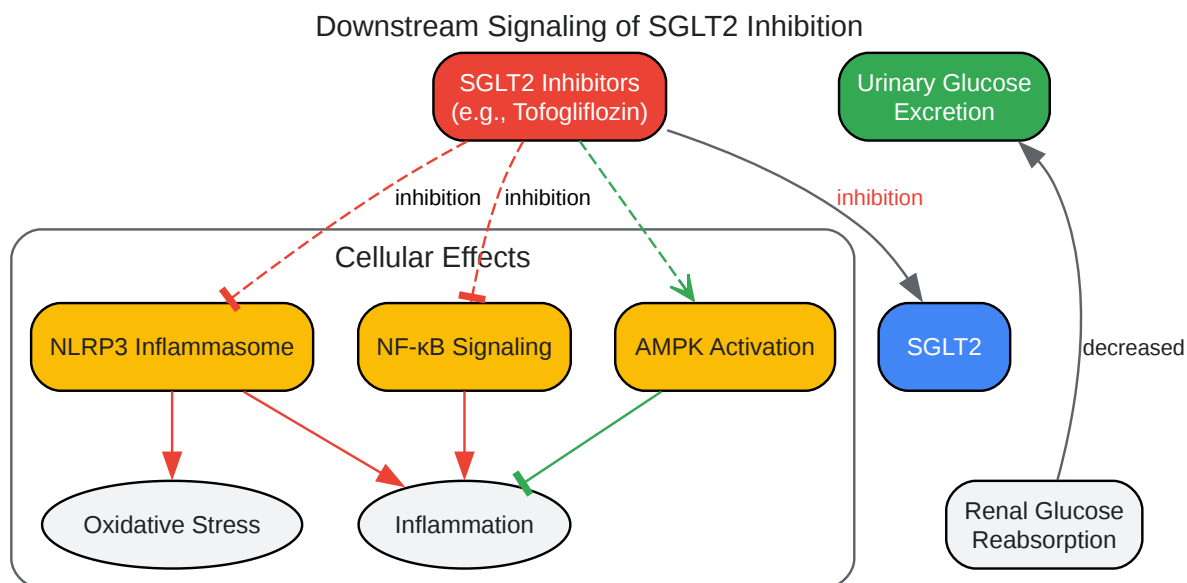 Downstream Signaling of SGLT2 Inhibition
SGLT2 Inhibitors
(e.g., Tofogliflozin)
Urinary Glucose
Excretion
inhibition
inhibition
inhibition
Cellular Effects
NLRP3 Inflammasome
NF-κB Signaling
AMPK Activation
SGLT2
decreased
Oxidative Stress
Inflammation
Renal Glucose
Reabsorption